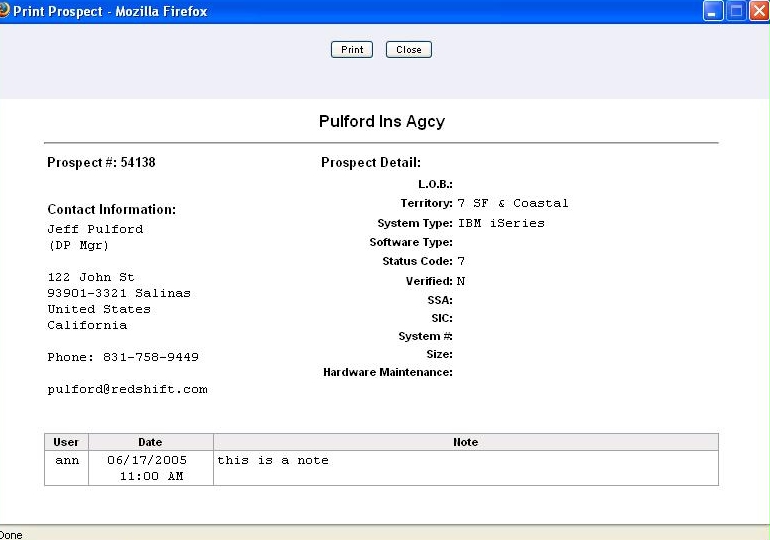 Print Prospect - Mozilla Firefox
Print Close
Pulford Ins Agcy
Prospect #: 54138
Contact Information:
Jeff Pulford
(DP Mgr)
122 John St
93901-3321 Salinas
United States
California
Phone: 831-758-9449
pulford@redshift.com
Prospect Detail:
L.O.B.:
Territory: 7 SF & Coastal
System Type: IBM iSeries
Software Type:
Status Code: 7
Verified: N
SSA:
SIC:
System #:
Size:
Hardware Maintenance:
User Date Note
ann 06/17/2005 this is a note
11:00 AM
Done